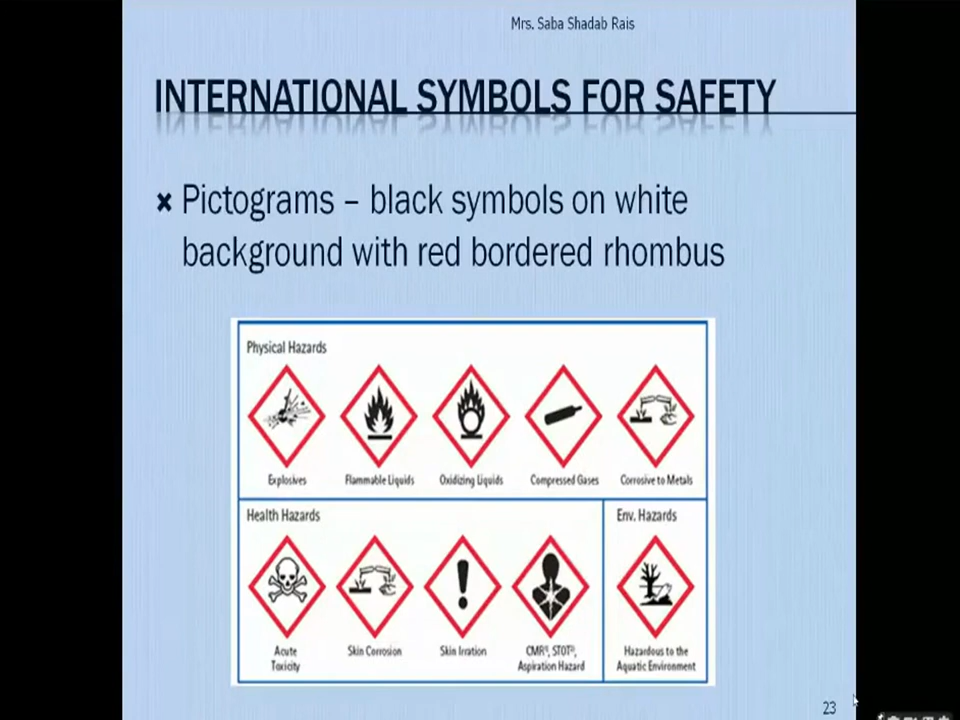 Mrs. Saba Shadab Rais
INTERNATIONAL SYMBOLS FOR SAFETY
Pictograms – black symbols on white
background with red bordered rhombus
Physical Hazards
Explosives
Flammable Liquids
Oxidizing Liquids
Compressed Gases
Corrosive to Metals
Health Hazards
Env. Hazards
Acute
Toxicity
Skin Corrosion
Skin Irration
CMR¹⁾, STOT²⁾,
Aspiration Hazard
Hazardous to the
Aquatic Environment
23